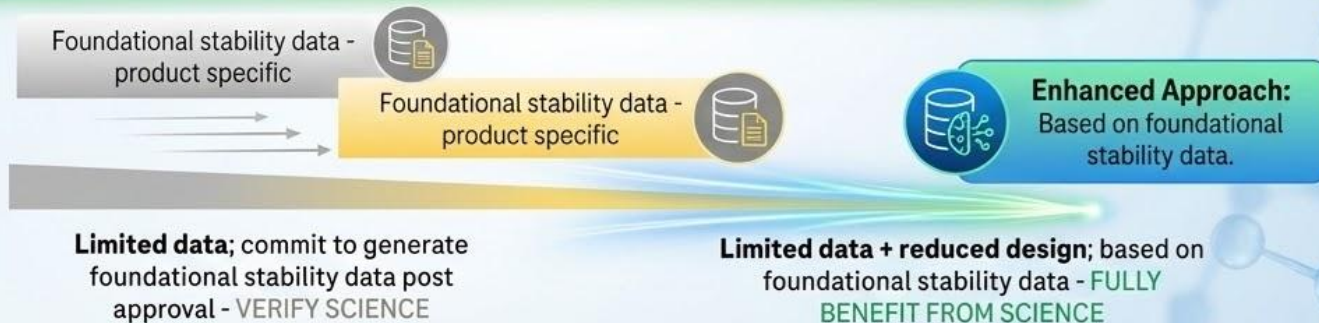 Foundational stability data -
product specific
Foundational stability data -
product specific
Enhanced Approach:
Based on foundational
stability data.
Limited data; commit to generate
foundational stability data post
approval - VERIFY SCIENCE
Limited data + reduced design; based on
foundational stability data - FULLY
BENEFIT FROM SCIENCE